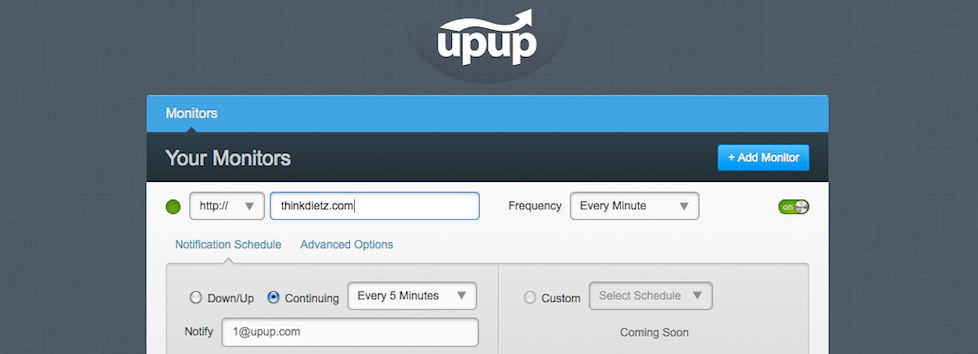 upup
Monitors
Your Monitors
+ Add Monitor
http://
thinkdietz.com
Frequency
Every Minute
on
Notification Schedule
Advanced Options
Down/Up
Continuing
Every 5 Minutes
Custom
Select Schedule
Notify
1@upup.com
Coming Soon